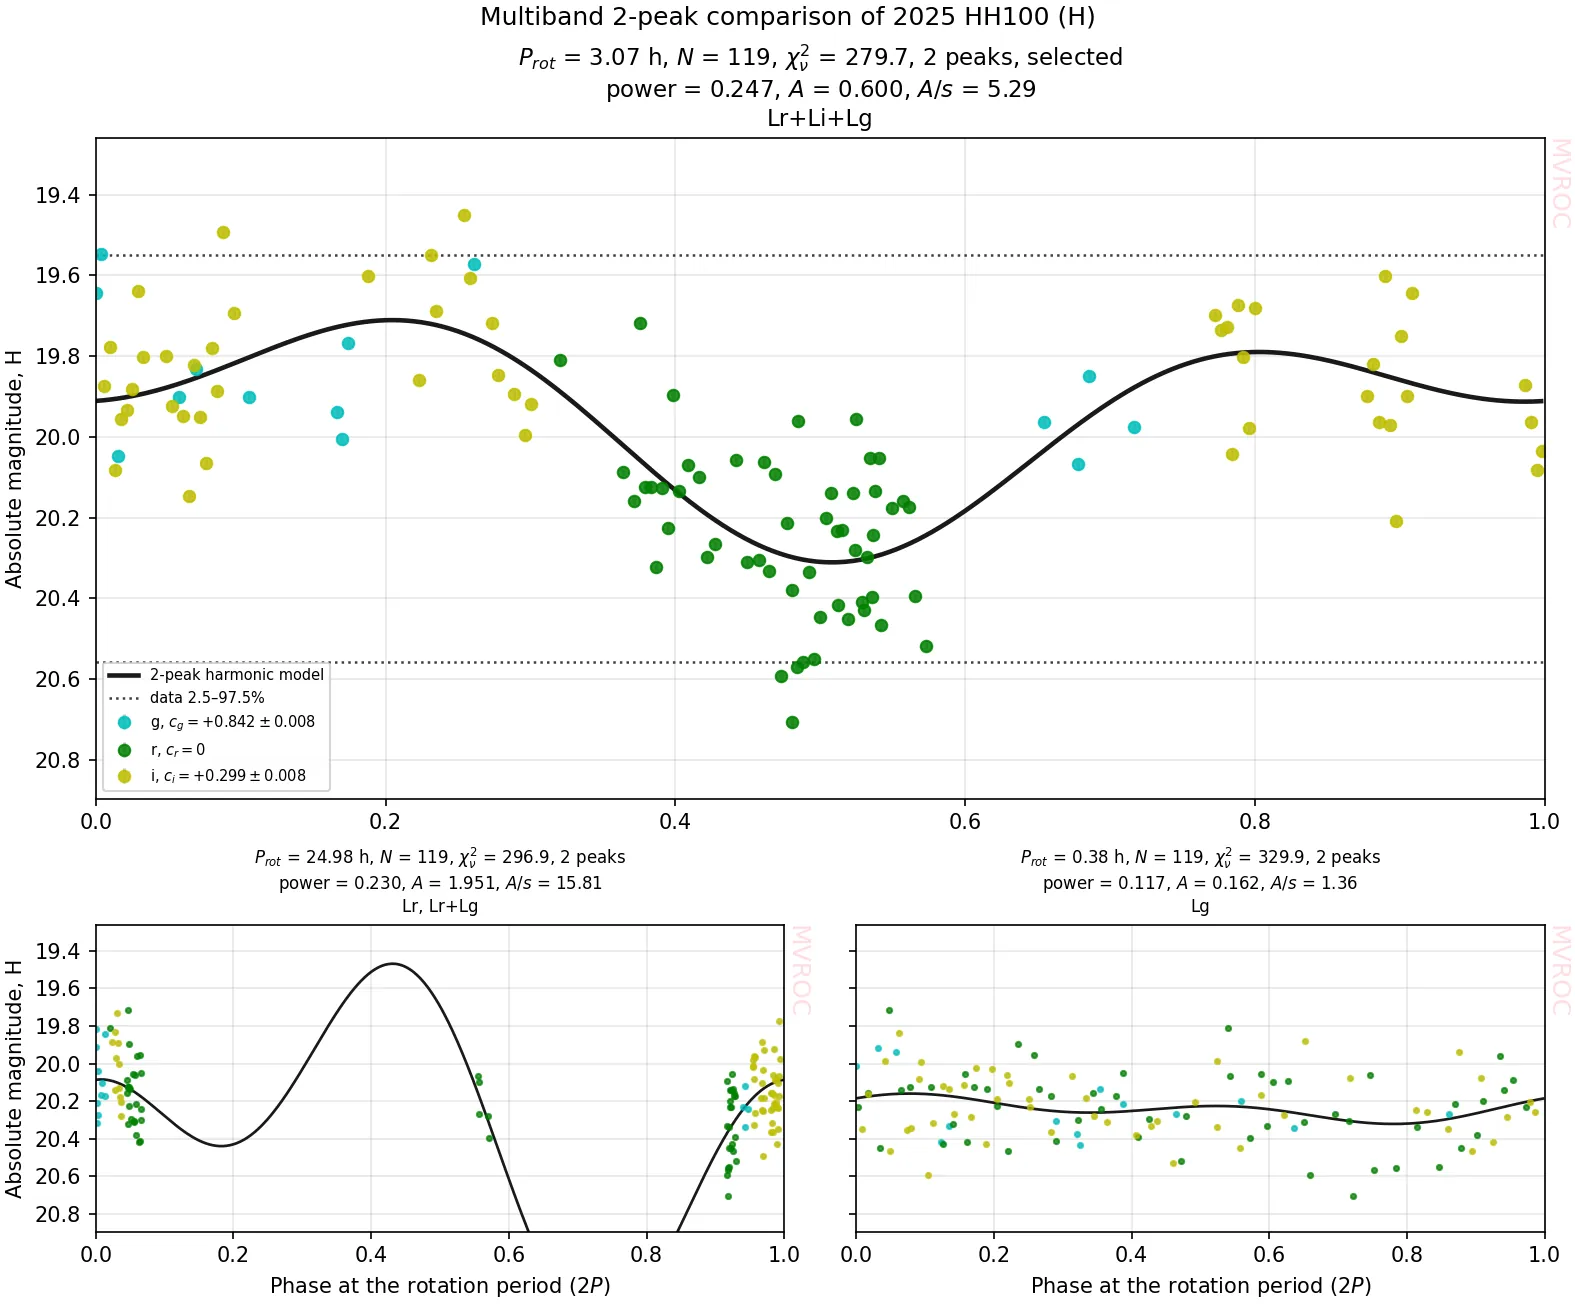 Multiband 2-peak comparison of 2025 HH100 (H)
P_rot = 3.07 h, N = 119, χ²_ν = 279.7, 2 peaks, selected
power = 0.247, A = 0.600, A/s = 5.29
Lr+Li+Lg
MVROC
Absolute magnitude, H
19.4
19.6
19.8
20.0
20.2
20.4
20.6
20.8
2-peak harmonic model
data 2.5–97.5%
g, c_g = +0.842 ± 0.008
r, c_r = 0
i, c_i = +0.299 ± 0.008
0.0 0.2 0.4 0.6 0.8 1.0
P_rot = 24.98 h, N = 119, χ²_ν = 296.9, 2 peaks
power = 0.230, A = 1.951, A/s = 15.81
Lr, Lr+Lg
MVROC
Absolute magnitude, H
19.4
19.6
19.8
20.0
20.2
20.4
20.6
20.8
0.0 0.2 0.4 0.6 0.8 1.0
Phase at the rotation period (2P)
P_rot = 0.38 h, N = 119, χ²_ν = 329.9, 2 peaks
power = 0.117, A = 0.162, A/s = 1.36
Lg
MVROC
0.0 0.2 0.4 0.6 0.8 1.0
Phase at the rotation period (2P)